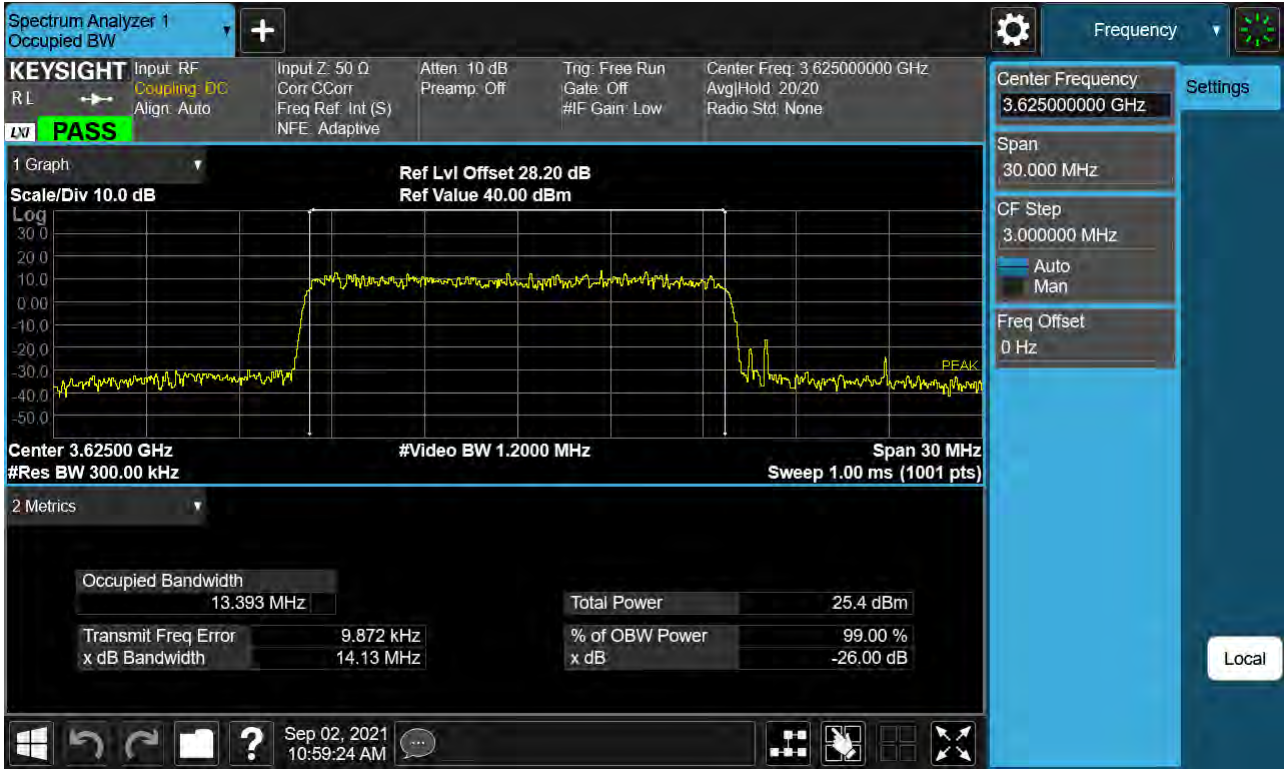 Spectrum Analyzer 1
Occupied BW
+
Frequency
KEYSIGHT
R L
LXI
PASS
Input: RF
Coupling: DC
Align: Auto
Input Z: 50 Ω
Corr CCorr
Freq Ref: Int (S)
NFE: Adaptive
Atten: 10 dB
Preamp: Off
Trig: Free Run
Gate: Off
#IF Gain: Low
Center Freq: 3.625000000 GHz
Avg|Hold: 20/20
Radio Std: None
Center Frequency
3.625000000 GHz
Settings
Span
30.000 MHz
CF Step
3.000000 MHz
Auto
Man
Freq Offset
0 Hz
1 Graph
Scale/Div 10.0 dB
Ref Lvl Offset 28.20 dB
Ref Value 40.00 dBm
Log
30.0
20.0
10.0
0.00
-10.0
-20.0
-30.0
-40.0
-50.0
PEAK
Center 3.62500 GHz
#Video BW 1.2000 MHz
Span 30 MHz
#Res BW 300.00 kHz
Sweep 1.00 ms (1001 pts)
2 Metrics
Occupied Bandwidth
13.393 MHz
Total Power 25.4 dBm
Transmit Freq Error 9.872 kHz
% of OBW Power 99.00 %
x dB Bandwidth 14.13 MHz
x dB -26.00 dB
Local
?
Sep 02, 2021
10:59:24 AM